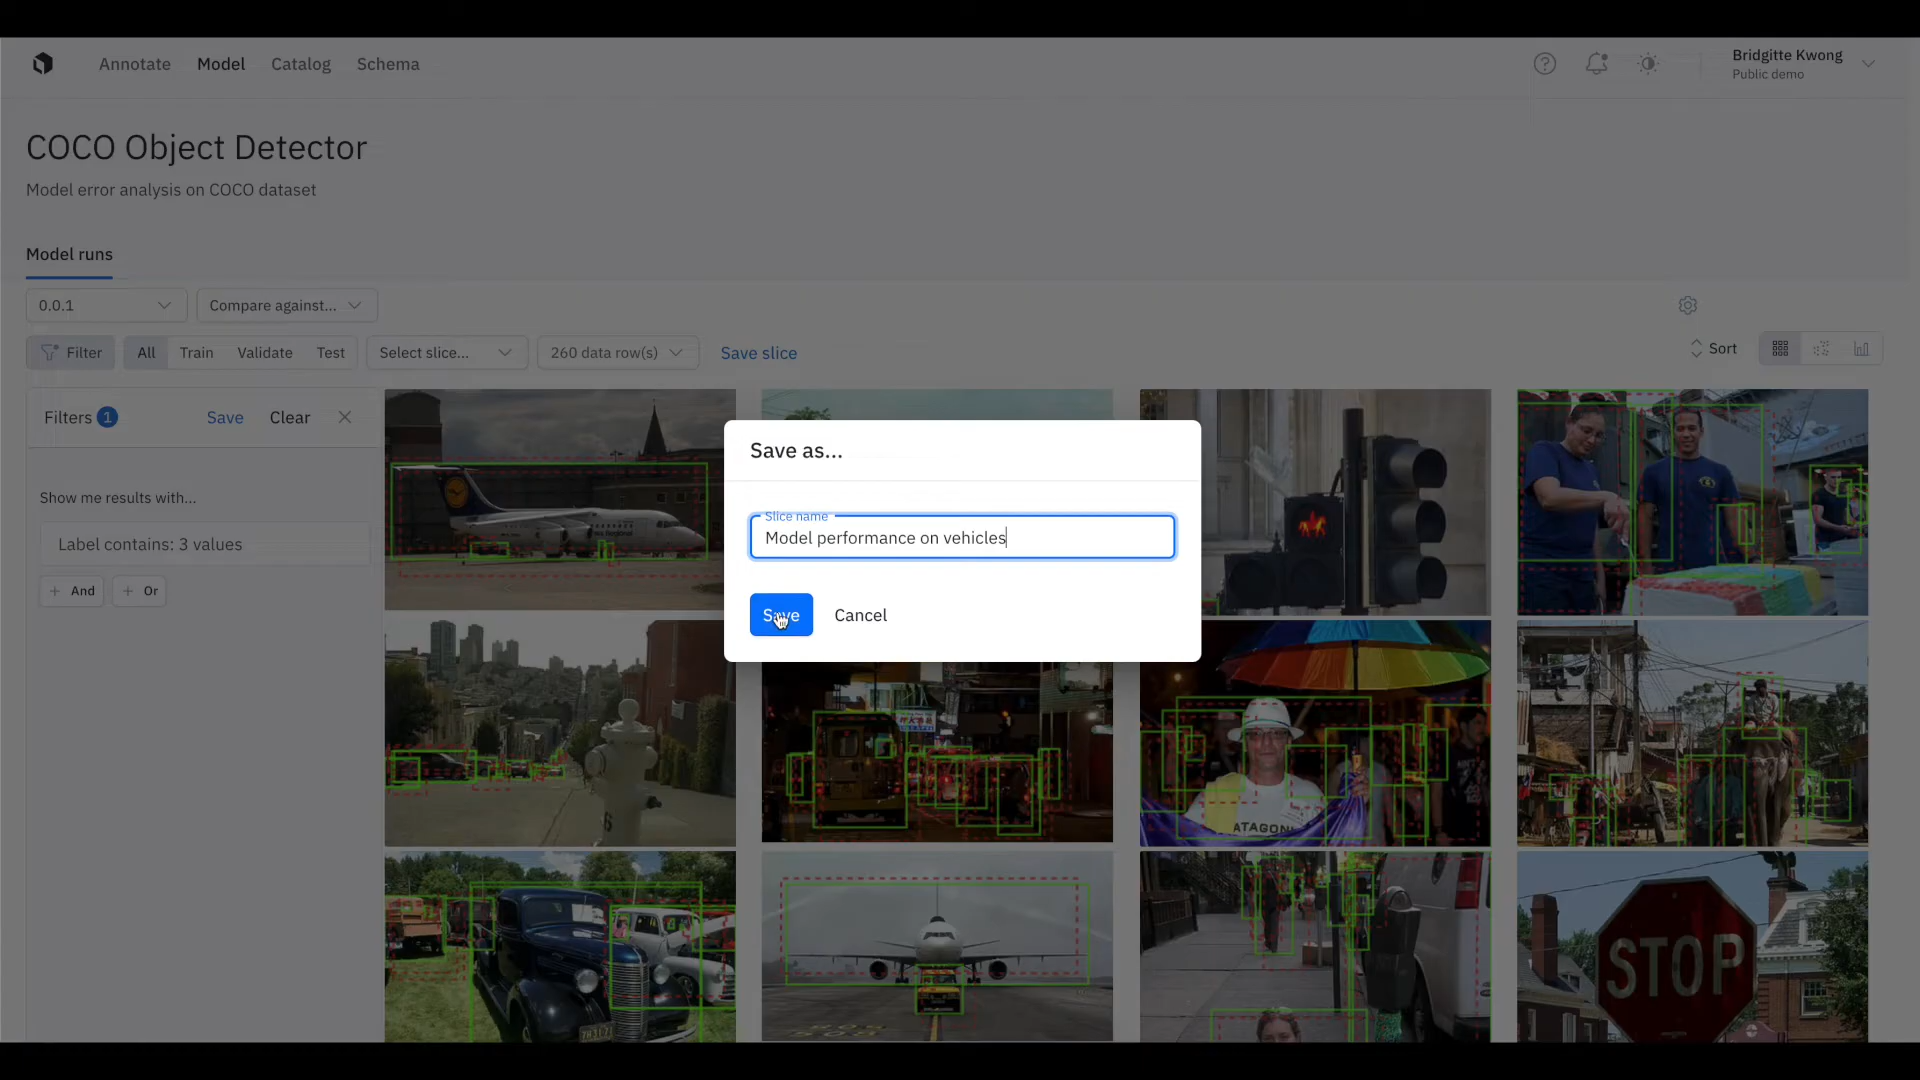 Annotate Model Catalog Schema
Bridgitte Kwong
Public demo
COCO Object Detector
Model error analysis on COCO dataset
Model runs
0.0.1 Compare against...
Filter All Train Validate Test Select slice... 260 data row(s) Save slice Sort
Filters 1 Save Clear
Show me results with...
Label contains: 3 values
+ And + Or
Save as...
Slice name
Model performance on vehicles
Save Cancel
STOP